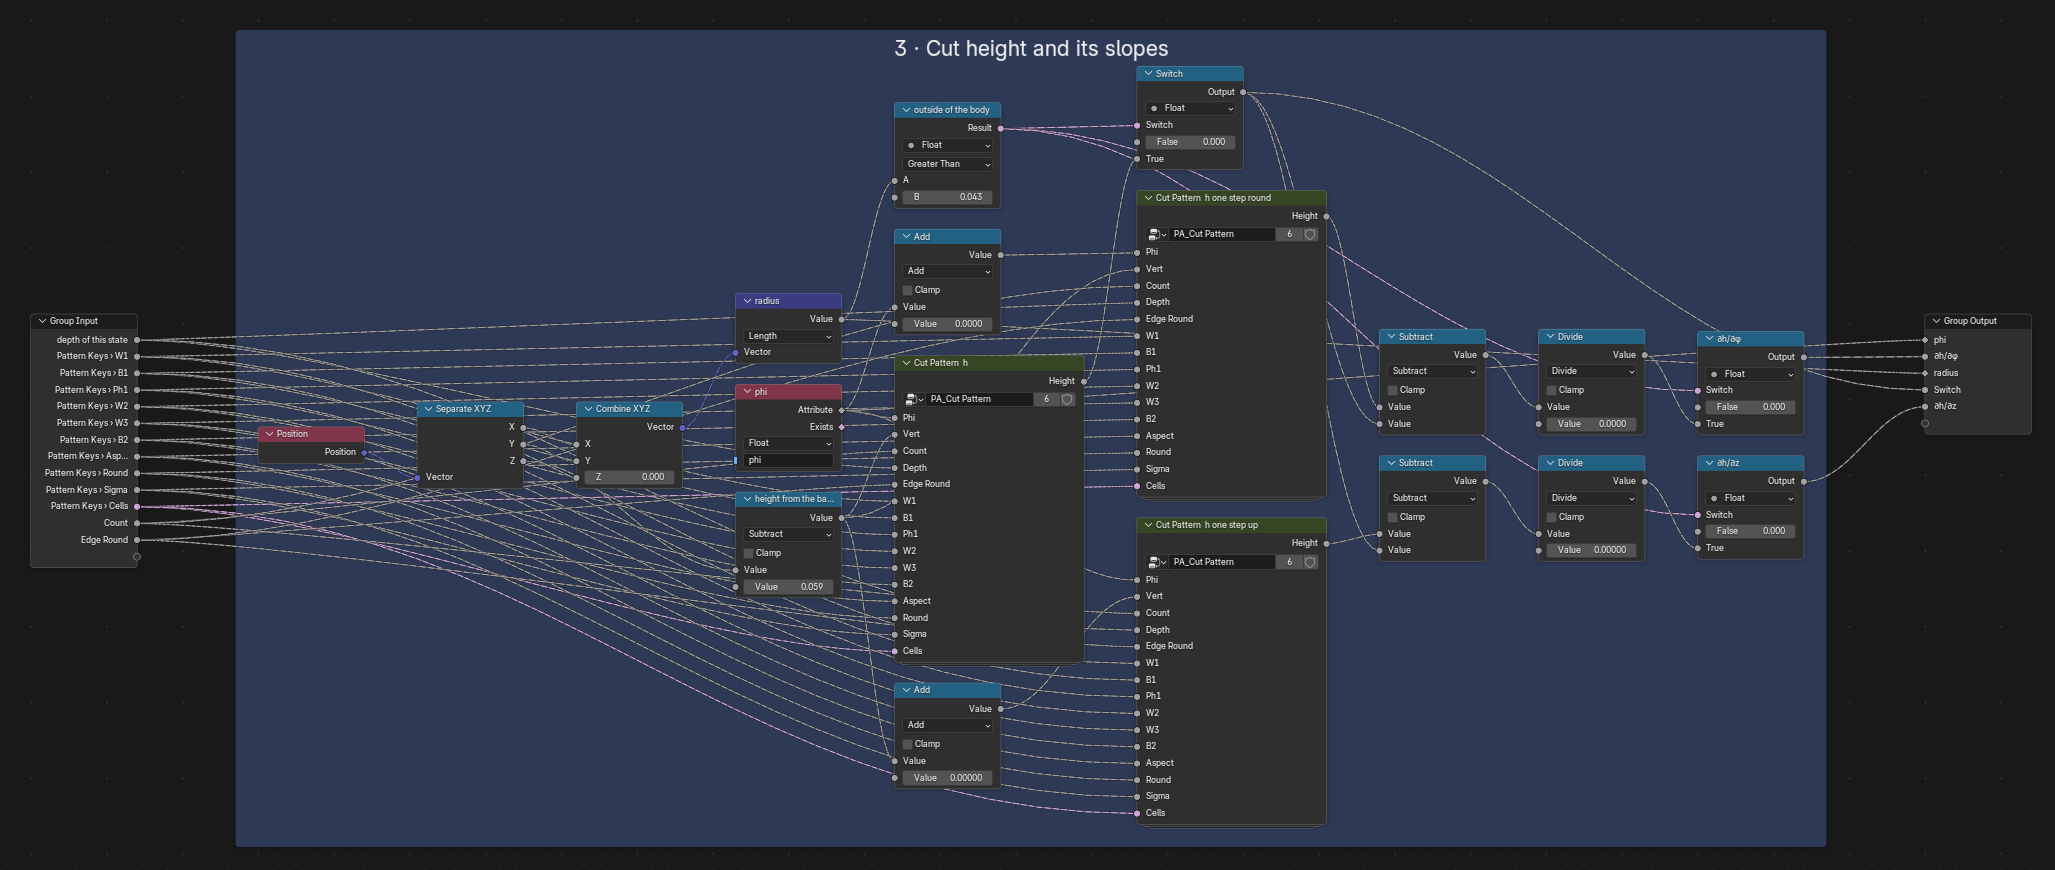 3 · Cut height and its slopes
Group Input
depth of this state
Pattern Keys › W1
Pattern Keys › B1
Pattern Keys › Ph1
Pattern Keys › W2
Pattern Keys › W3
Pattern Keys › B2
Pattern Keys › Asp...
Pattern Keys › Round
Pattern Keys › Sigma
Pattern Keys › Cells
Count
Edge Round
Position
Position
Separate XYZ
X
Y
Z
Vector
Combine XYZ
Vector
X
Y
Z 0.000
radius
Value
Length
Vector
phi
Attribute
Exists
Float
phi
height from the ba...
Value
Subtract
Clamp
Value
Value 0.059
outside of the body
Result
Float
Greater Than
A
B 0.043
Add
Value
Add
Clamp
Value
Value 0.0000
Cut Pattern h
Height
PA_Cut Pattern 6
Phi
Vert
Count
Depth
Edge Round
W1
B1
Ph1
W2
W3
B2
Aspect
Round
Sigma
Cells
Add
Value
Add
Clamp
Value
Value 0.00000
Switch
Output
Float
Switch
False 0.000
True
Cut Pattern h one step round
Height
PA_Cut Pattern 6
Phi
Vert
Count
Depth
Edge Round
W1
B1
Ph1
W2
W3
B2
Aspect
Round
Sigma
Cells
Cut Pattern h one step up
Height
PA_Cut Pattern 6
Phi
Vert
Count
Depth
Edge Round
W1
B1
Ph1
W2
W3
B2
Aspect
Round
Sigma
Cells
Subtract
Value
Subtract
Clamp
Value
Value
Subtract
Value
Subtract
Clamp
Value
Value
Divide
Value
Divide
Clamp
Value
Value 0.0000
Divide
Value
Divide
Clamp
Value
Value 0.00000
∂h/∂φ
Output
Float
Switch
False 0.000
True
∂h/∂z
Output
Float
Switch
False 0.000
True
Group Output
phi
∂h/∂φ
radius
Switch
∂h/∂z